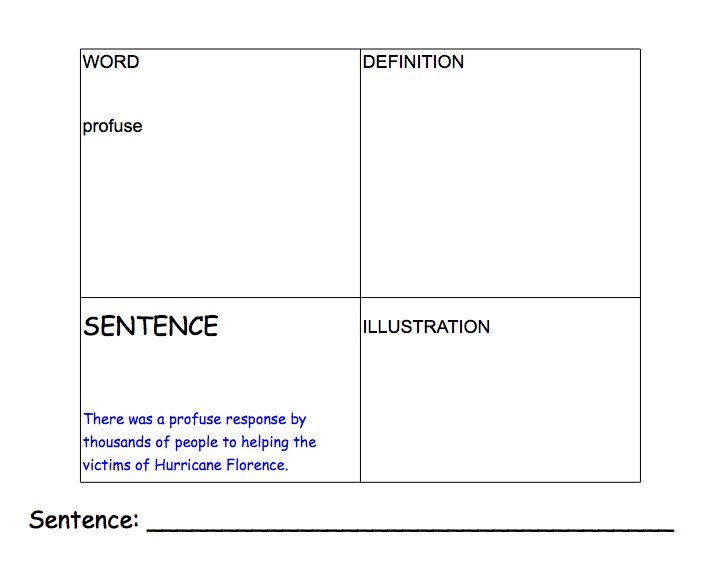 WORD
DEFINITION
profuse
SENTENCE
ILLUSTRATION
There was a profuse response by
thousands of people to helping the
victims of Hurricane Florence.
Sentence: ___________________________________